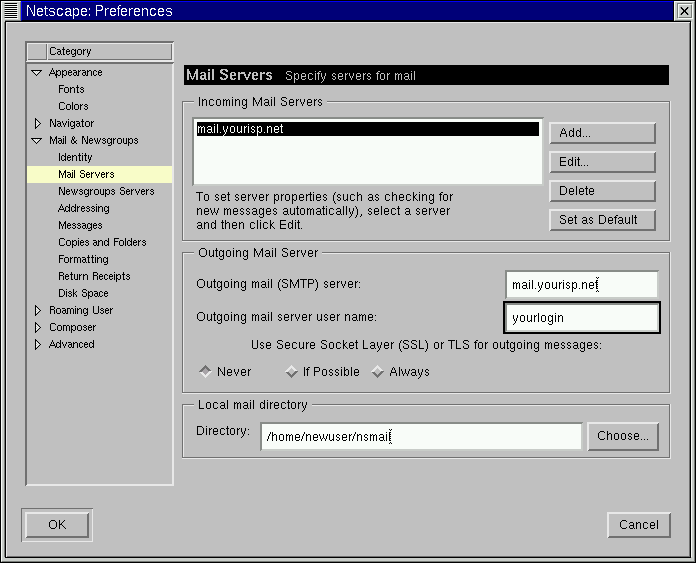 Netscape: Preferences
Category
Appearance
Fonts
Colors
Navigator
Mail & Newsgroups
Identity
Mail Servers
Newsgroups Servers
Addressing
Messages
Copies and Folders
Formatting
Return Receipts
Disk Space
Roaming User
Composer
Advanced
Mail Servers Specify servers for mail
Incoming Mail Servers
mail.yourisp.net
To set server properties (such as checking for
new messages automatically), select a server
and then click Edit.
Add...
Edit...
Delete
Set as Default
Outgoing Mail Server
Outgoing mail (SMTP) server: mail.yourisp.net
Outgoing mail server user name: yourlogin
Use Secure Socket Layer (SSL) or TLS for outgoing messages:
Never If Possible Always
Local mail directory
Directory: /home/newuser/nsmail Choose...
OK Cancel